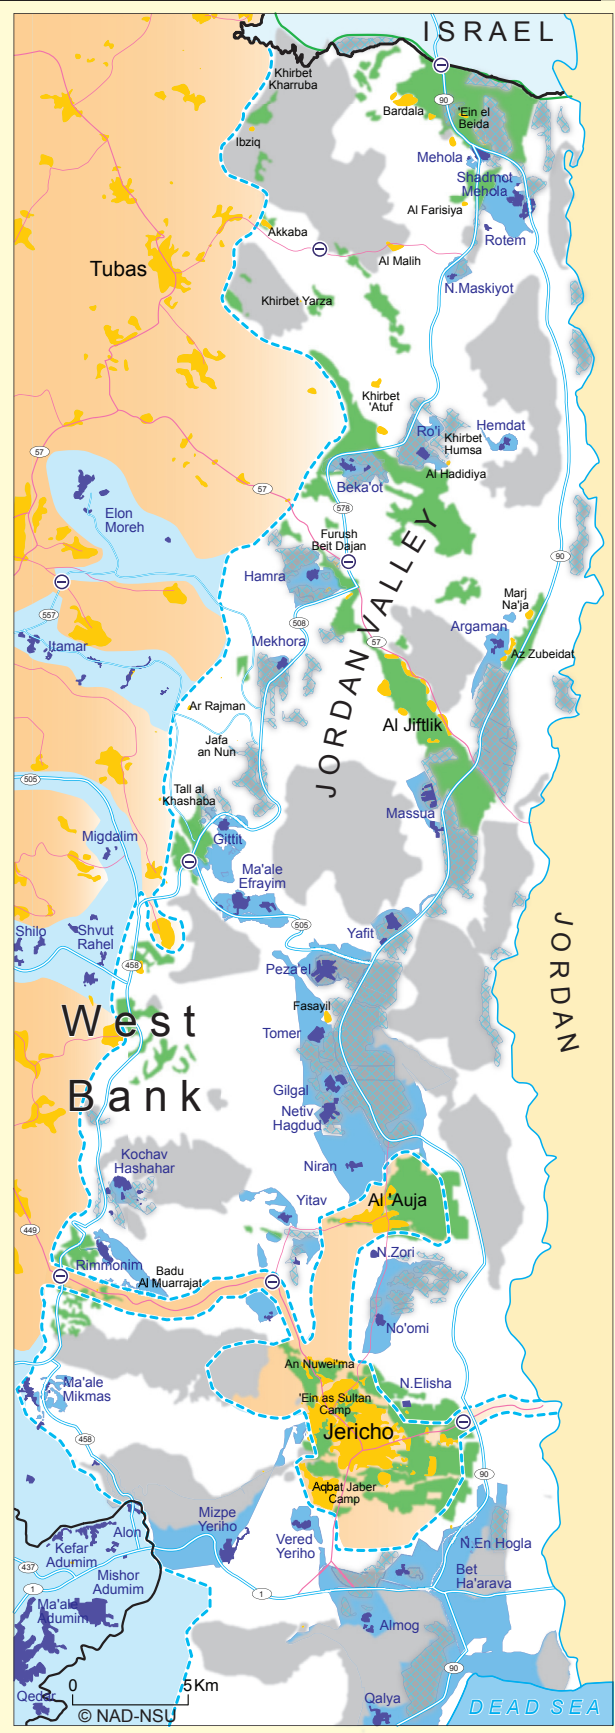 ISRAEL
Khirbet
Kharruba
90
Bardala
'Ein el
Beida
Ibziq
Mehola
Shadmot
Mehola
Al Farisiya
Akkaba
Rotem
Al Malih
Tubas
N.Maskiyot
Khirbet Yarza
Khirbet
'Atuf
Ro'i
Hemdat
Khirbet
Humsa
57
Al Hadidiya
Beka'ot
57
578
Elon
Moreh
Furush
Beit Dajan
90
Hamra
Marj
Na'ja
557
508
Argaman
Itamar
Mekhora
57
Az Zubeidat
JORDAN VALLEY
Ar Rajman
Al Jiftlik
Jafa
an Nun
505
Tall al
Khashaba
Massua
Migdalim
Gittit
Ma'ale
Efrayim
Shilo
Shvut
Rahel
505
Yafit
JORDAN
458
Peza'el
Fasayil
West
Tomer
Bank
Gilgal
Netiv
Hagdud
Kochav
Hashahar
Niran
Yitav
Al 'Auja
449
Rimmonim
Badu
Al Muarrajat
N.Zori
No'omi
An Nuwei'ma
Ma'ale
Mikmas
N.Elisha
'Ein as Sultan
Camp
Jericho
458
90
Aqbat Jaber
Camp
Mizpe
Yeriho
Alon
Vered
Yeriho
N.En Hogla
Kefar
Adumim
437
Mishor
Adumim
Bet
Ha'arava
1
1
Ma'ale
Adumim
Almog
90
0
5Km
Qedar
© NAD-NSU
Qalya
DEAD SEA